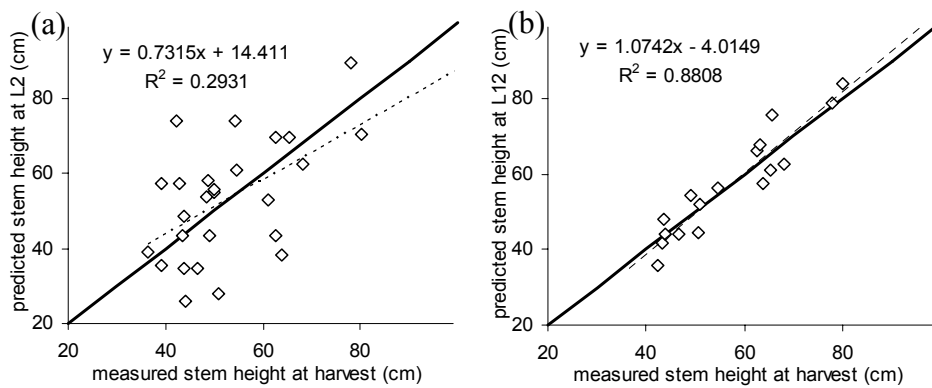 (a)
y = 0.7315x + 14.411
R² = 0.2931
predicted stem height at L2 (cm)
80
60
40
20
20 40 60 80
measured stem height at harvest (cm)
(b)
y = 1.0742x - 4.0149
R² = 0.8808
predicted stem height at L12 (cm)
80
60
40
20
20 40 60 80
measured stem height at harvest (cm)